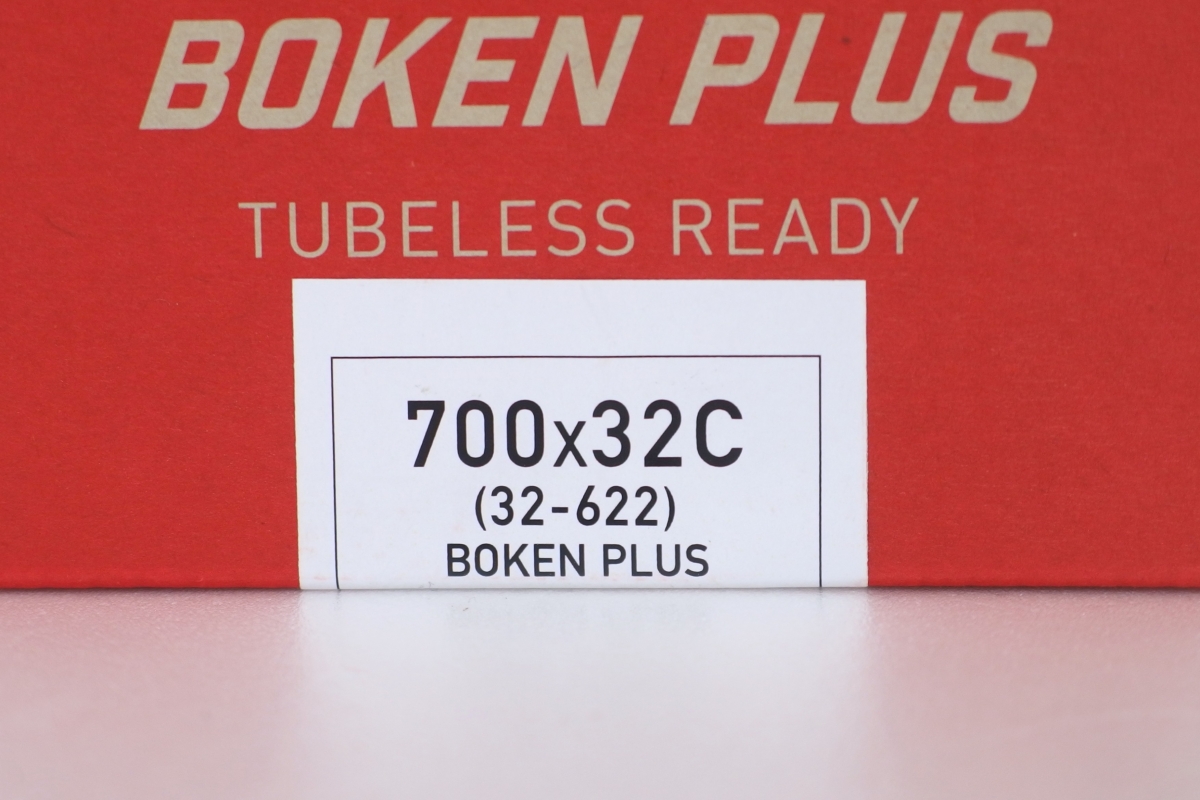 BOKEN PLUS
TUBELESS READY
700x32C
(32-622)
BOKEN PLUS